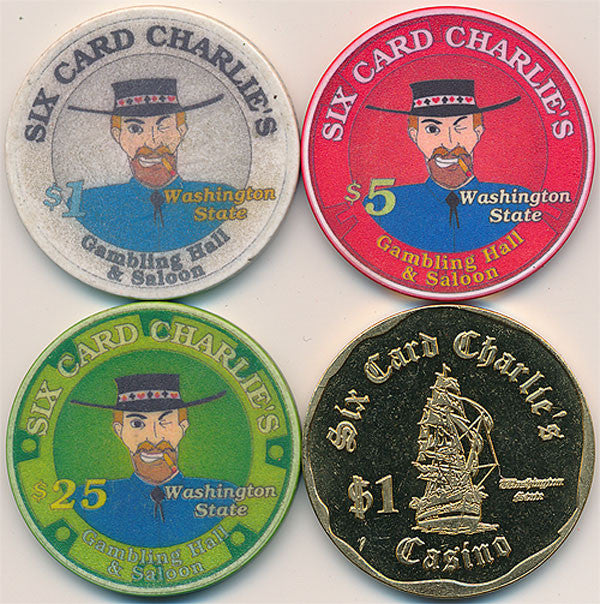 SIX CARD CHARLIE'S
$1
Washington
State
Gambling Hall
& Saloon
SIX CARD CHARLIE'S
$5
Washington
State
Gambling Hall
& Saloon
SIX CARD CHARLIE'S
$25
Washington
State
Gambling Hall
& Saloon
Six Card Charlie's
$1
Washington
State
Casino